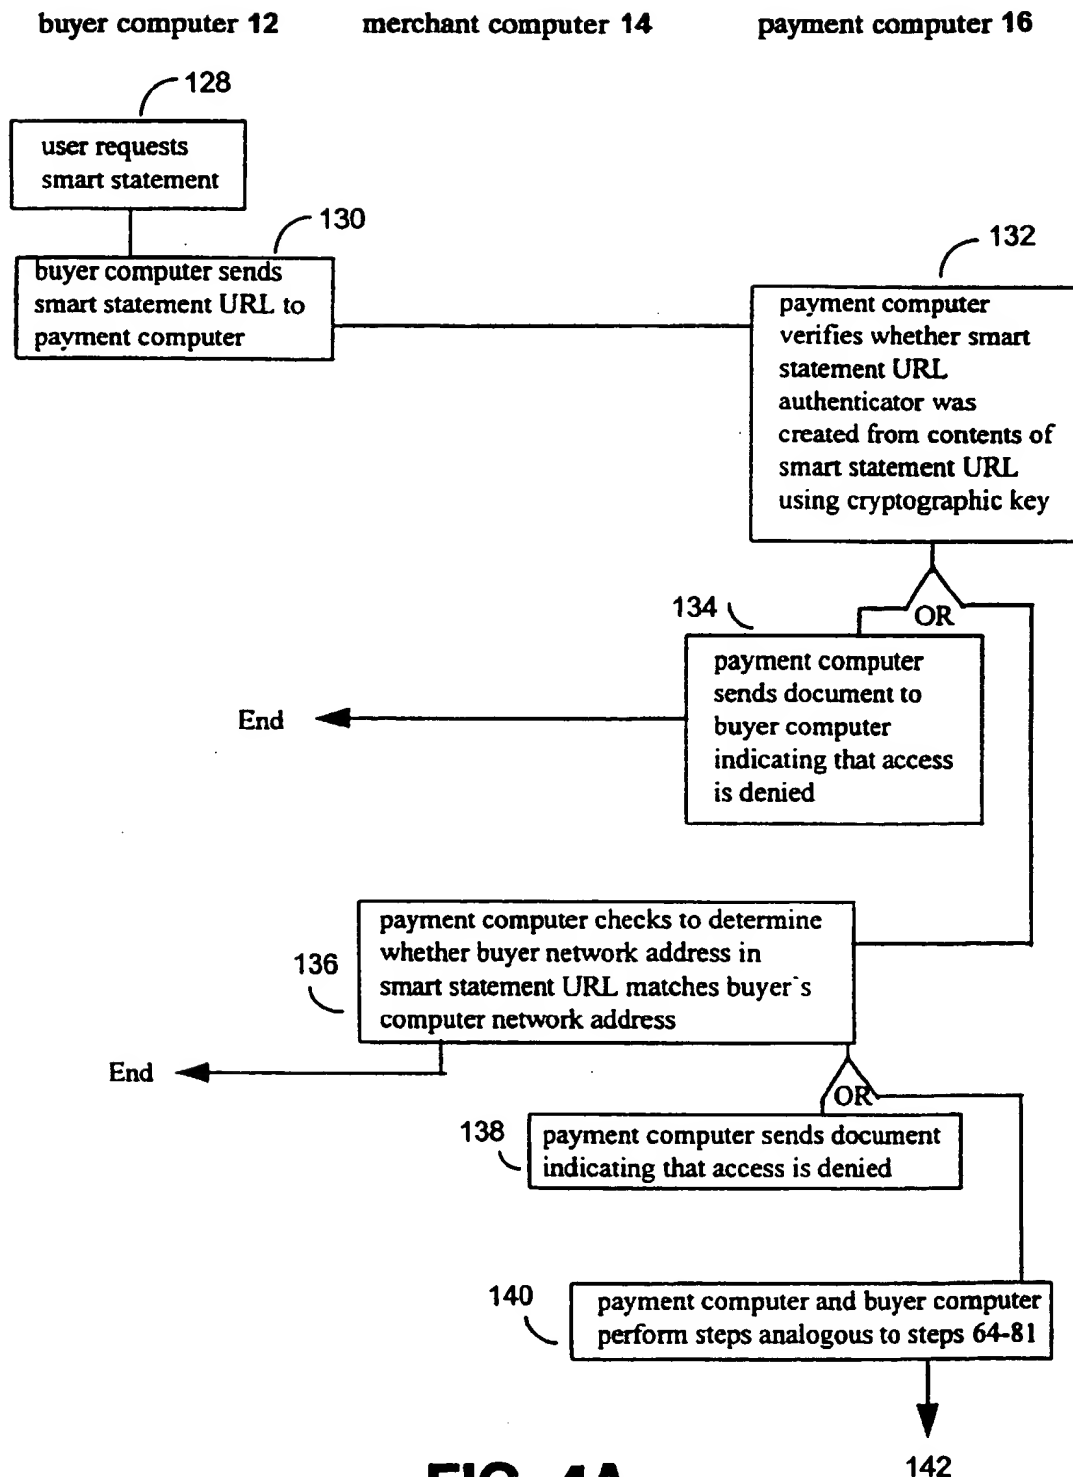 buyer computer 12 merchant computer 14 payment computer 16
128
user requests
smart statement
130
buyer computer sends
smart statement URL to
payment computer
132
payment computer
verifies whether smart
statement URL
authenticator was
created from contents of
smart statement URL
using cryptographic key
OR
134
payment computer
sends document to
buyer computer
indicating that access
is denied
End
136
payment computer checks to determine
whether buyer network address in
smart statement URL matches buyer`s
computer network address
End
OR
138
payment computer sends document
indicating that access is denied
140
payment computer and buyer computer
perform steps analogous to steps 64-81
142
FIG. 4A